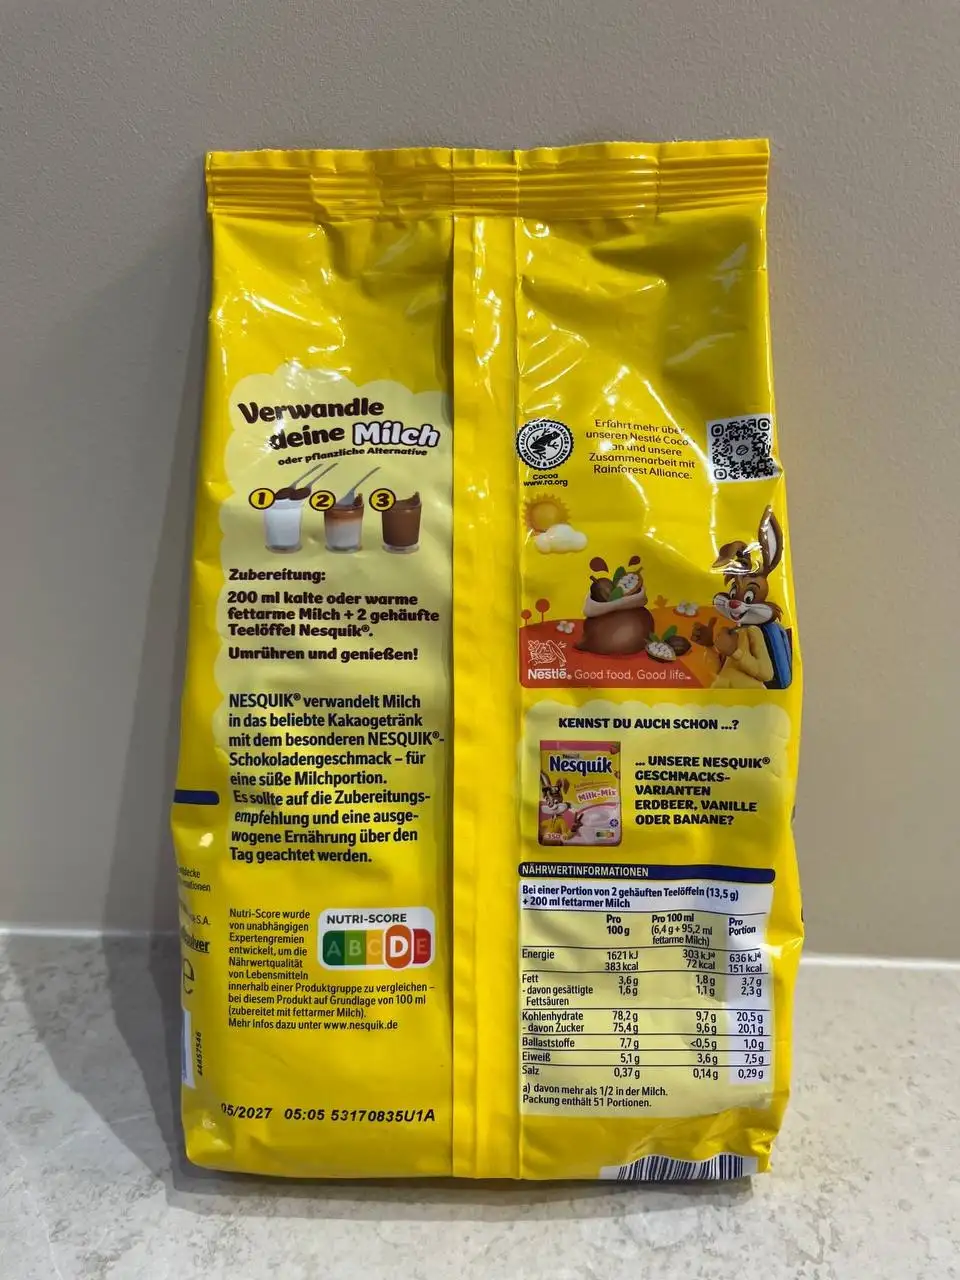 Verwandle
deine Milch
oder pflanzliche Alternative
1 2 3
Zubereitung:
200 ml kalte oder warme
fettarme Milch + 2 gehäufte
Teelöffel Nesquik®.
Umrühren und genießen!
NESQUIK® verwandelt Milch
in das beliebte Kakaogetränk
mit dem besonderen NESQUIK®-
Schokoladengeschmack – für
eine süße Milchportion.
Es sollte auf die Zubereitungs-
empfehlung und eine ausge-
wogene Ernährung über den
Tag geachtet werden.
Nutri-Score wurde
von unabhängigen
Expertengremien
entwickelt, um die
Nährwertqualität
von Lebensmitteln
innerhalb einer Produktgruppe zu vergleichen –
bei diesem Produkt auf Grundlage von 100 ml
(zubereitet mit fettarmer Milch).
Mehr Infos dazu unter www.nesquik.de
NUTRI-SCORE
A B C D E
44457546
05/2027 05:05 53170835U1A
RAINFOREST ALLIANCE
PEOPLE & NATURE
Cocoa
www.ra.org
Erfahrt mehr über
unseren Nestlé Cocoa
und unsere
Zusammenarbeit mit
Rainforest Alliance.
Nestlé. Good food, Good life
KENNST DU AUCH SCHON ...?
Nestlé
Nesquik
Milk-Mix
... UNSERE NESQUIK®
GESCHMACKS-
VARIANTEN
ERDBEER, VANILLE
ODER BANANE?
NÄHRWERTINFORMATIONEN
Bei einer Portion von 2 gehäuften Teelöffeln (13,5 g)
+ 200 ml fettarmer Milch
Pro 100 g Pro 100 ml (6,4 g + 95,2 ml fettarme Milch) Pro Portion
Energie 1621 kJ 303 kJ 636 kJ
383 kcal 72 kcal 151 kcal
Fett 3,6 g 1,8 g 3,7 g
- davon gesättigte Fettsäuren 1,6 g 1,1 g 2,3 g
Kohlenhydrate 78,2 g 9,7 g 20,5 g
- davon Zucker 75,4 g 9,6 g 20,1 g
Ballaststoffe 7,7 g <0,5 g 1,0 g
Eiweiß 5,1 g 3,6 g 7,5 g
Salz 0,37 g 0,14 g 0,29 g
a) davon mehr als 1/2 in der Milch.
Packung enthält 51 Portionen.